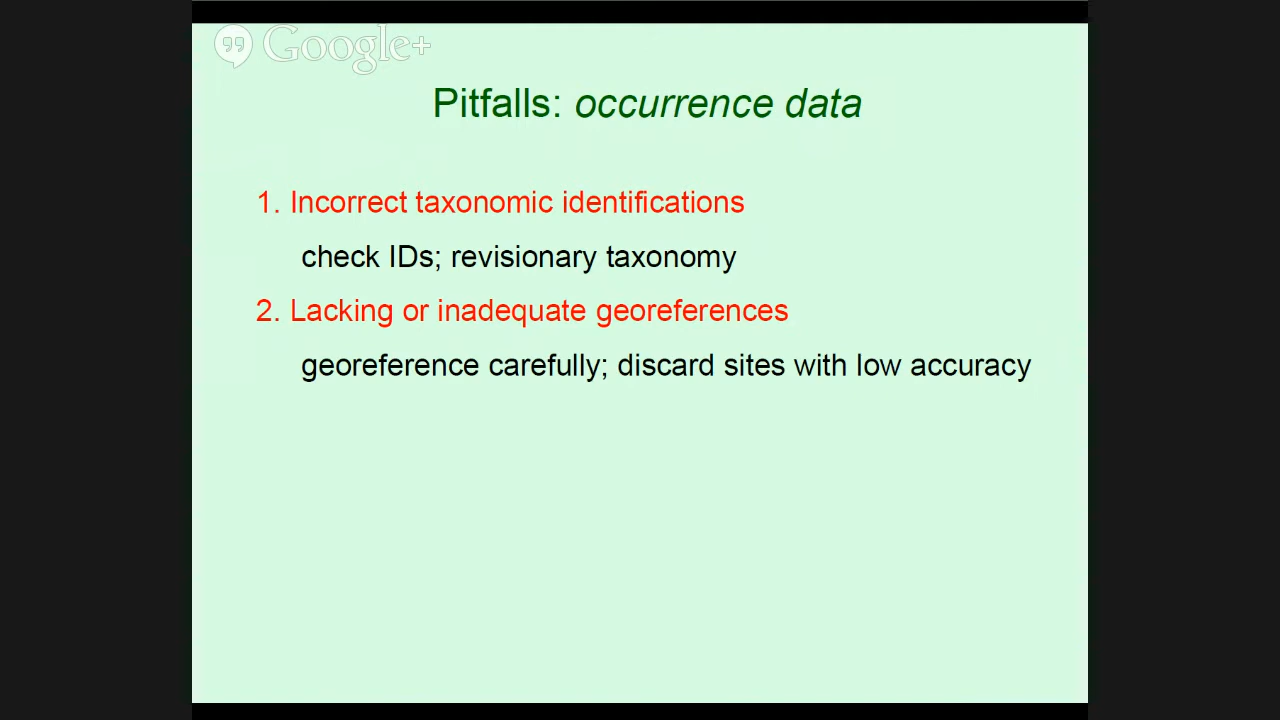 Google+
Pitfalls: occurrence data
1. Incorrect taxonomic identifications
check IDs; revisionary taxonomy
2. Lacking or inadequate georeferences
georeference carefully; discard sites with low accuracy